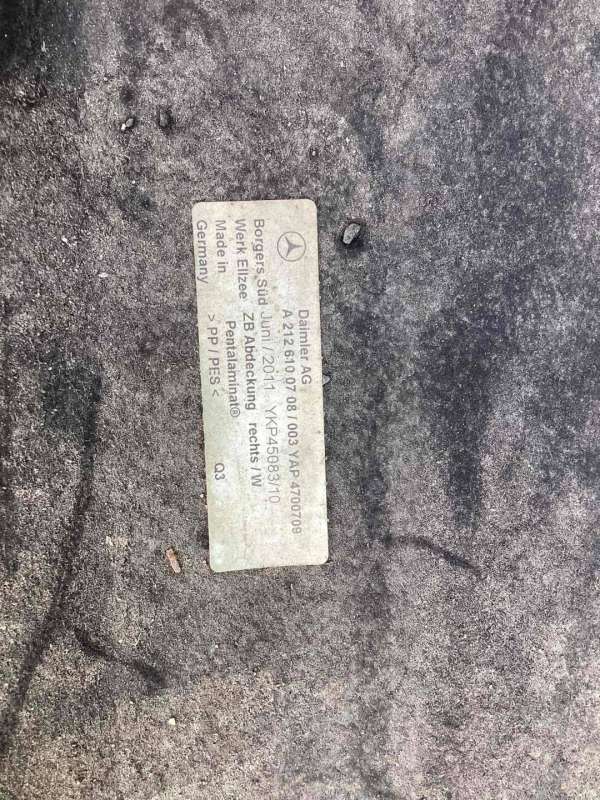 Daimler AG
A 212 610 07 08 / 003 YAP 4700709
Borgers Süd Juni / 2011 YKP45083/10
Werk Ellzee ZB Abdeckung rechts / W
Made in Pentalaminat®
Germany > PP / PES < Q3